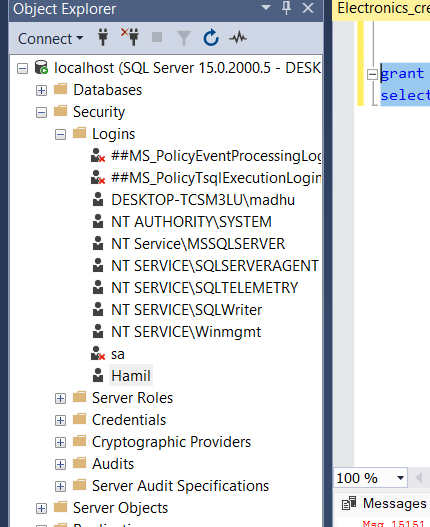 Object Explorer
Connect
localhost (SQL Server 15.0.2000.5 - DESK
Databases
Security
Logins
##MS_PolicyEventProcessingLog
##MS_PolicyTsqlExecutionLogin
DESKTOP-TCSM3LU\madhu
NT AUTHORITY\SYSTEM
NT Service\MSSQLSERVER
NT SERVICE\SQLSERVERAGENT
NT SERVICE\SQLTELEMETRY
NT SERVICE\SQLWriter
NT SERVICE\Winmgmt
sa
Hamil
Server Roles
Credentials
Cryptographic Providers
Audits
Server Audit Specifications
Server Objects
Replication
Electronics_cre
grant
select
100 %
Messages
Msg 15151